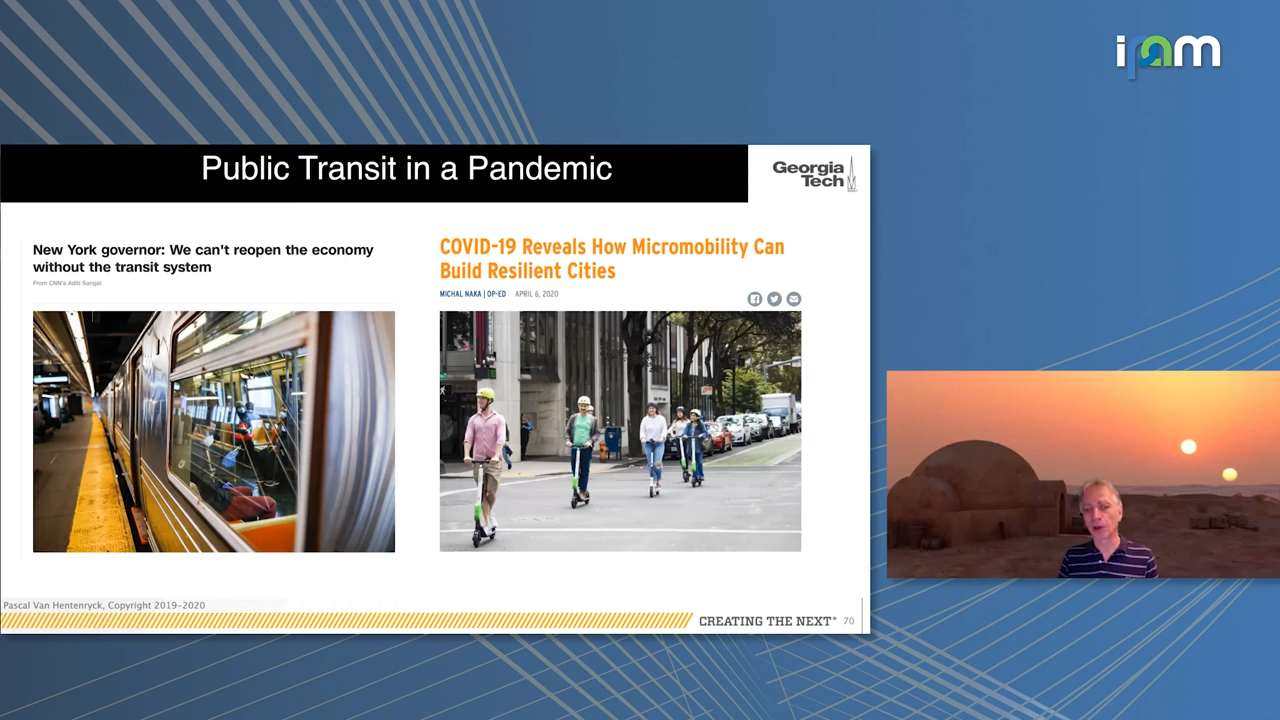 ipam
Public Transit in a Pandemic
Georgia
Tech
New York governor: We can't reopen the economy
without the transit system
From CNN's Aditi Sangal
COVID-19 Reveals How Micromobility Can
Build Resilient Cities
MICHAL NAKA | OP-ED APRIL 6, 2020
Pascal Van Hentenryck, Copyright 2019-2020
CREATING THE NEXT® 70